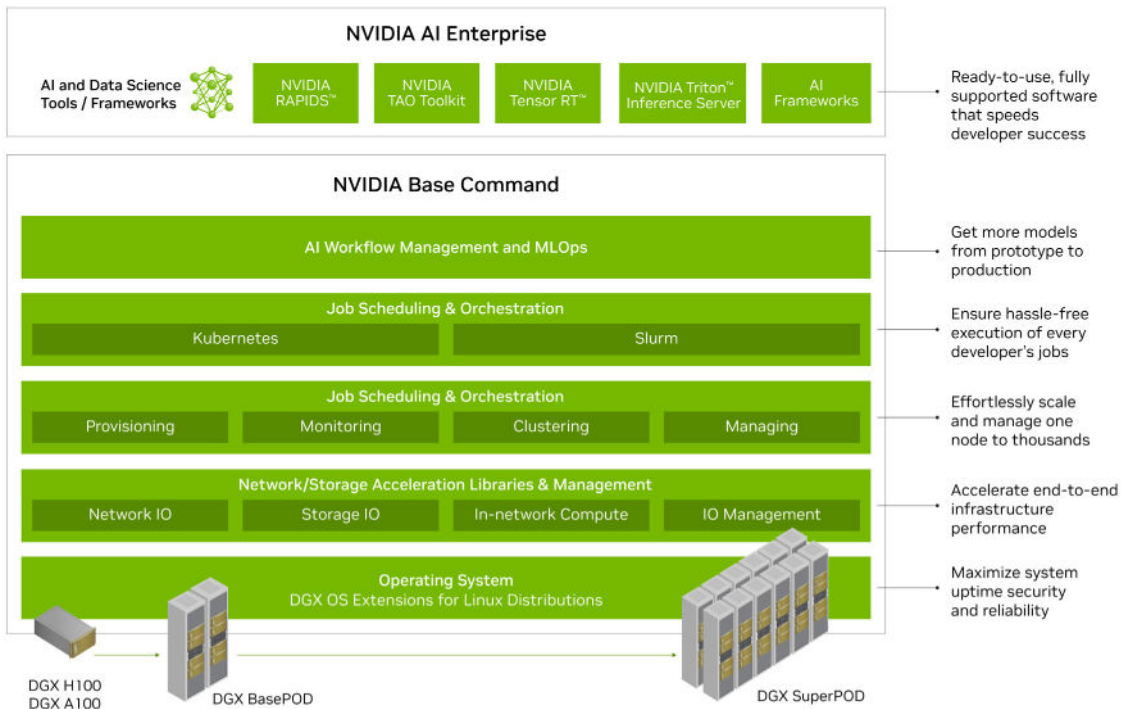 NVIDIA AI Enterprise
AI and Data Science
Tools / Frameworks
NVIDIA
RAPIDS™
NVIDIA
TAO Toolkit
NVIDIA
Tensor RT™
NVIDIA Triton™
Inference Server
AI
Frameworks
Ready-to-use, fully
supported software
that speeds
developer success
NVIDIA Base Command
AI Workflow Management and MLOps
Get more models
from prototype to
production
Job Scheduling & Orchestration
Kubernetes
Slurm
Ensure hassle-free
execution of every
developer's jobs
Job Scheduling & Orchestration
Provisioning
Monitoring
Clustering
Managing
Effortlessly scale
and manage one
node to thousands
Network/Storage Acceleration Libraries & Management
Network IO
Storage IO
In-network Compute
IO Management
Accelerate end-to-end
infrastructure
performance
Operating System
DGX OS Extensions for Linux Distributions
Maximize system
uptime security
and reliability
DGX H100
DGX A100
DGX BasePOD
DGX SuperPOD